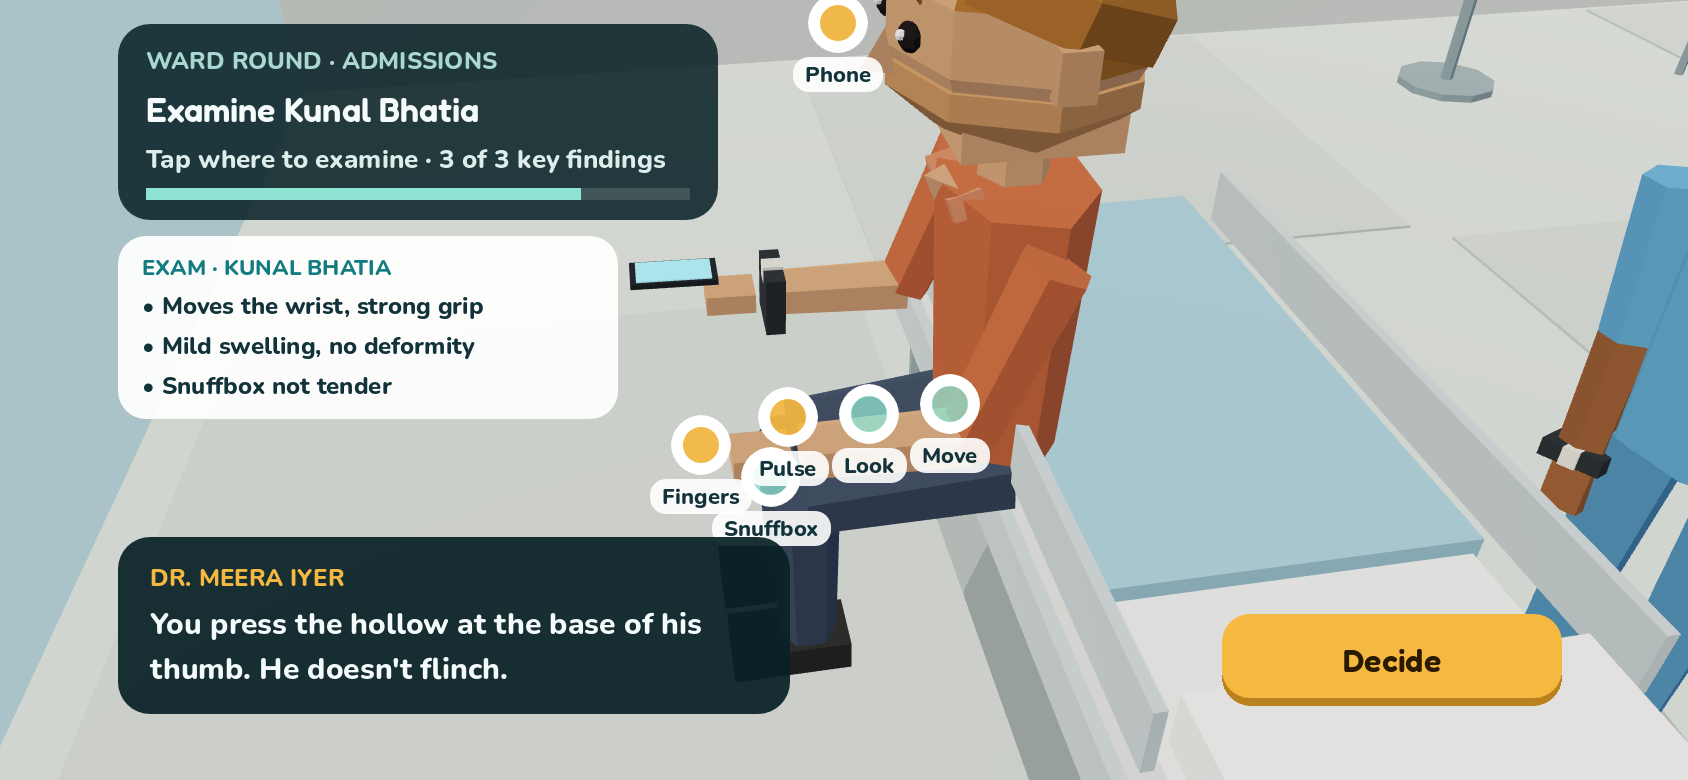 WARD ROUND · ADMISSIONS
Examine Kunal Bhatia
Tap where to examine · 3 of 3 key findings
EXAM · KUNAL BHATIA
• Moves the wrist, strong grip
• Mild swelling, no deformity
• Snuffbox not tender
Phone
Pulse
Look
Move
Fingers
Snuffbox
DR. MEERA IYER
You press the hollow at the base of his
thumb. He doesn't flinch.
Decide